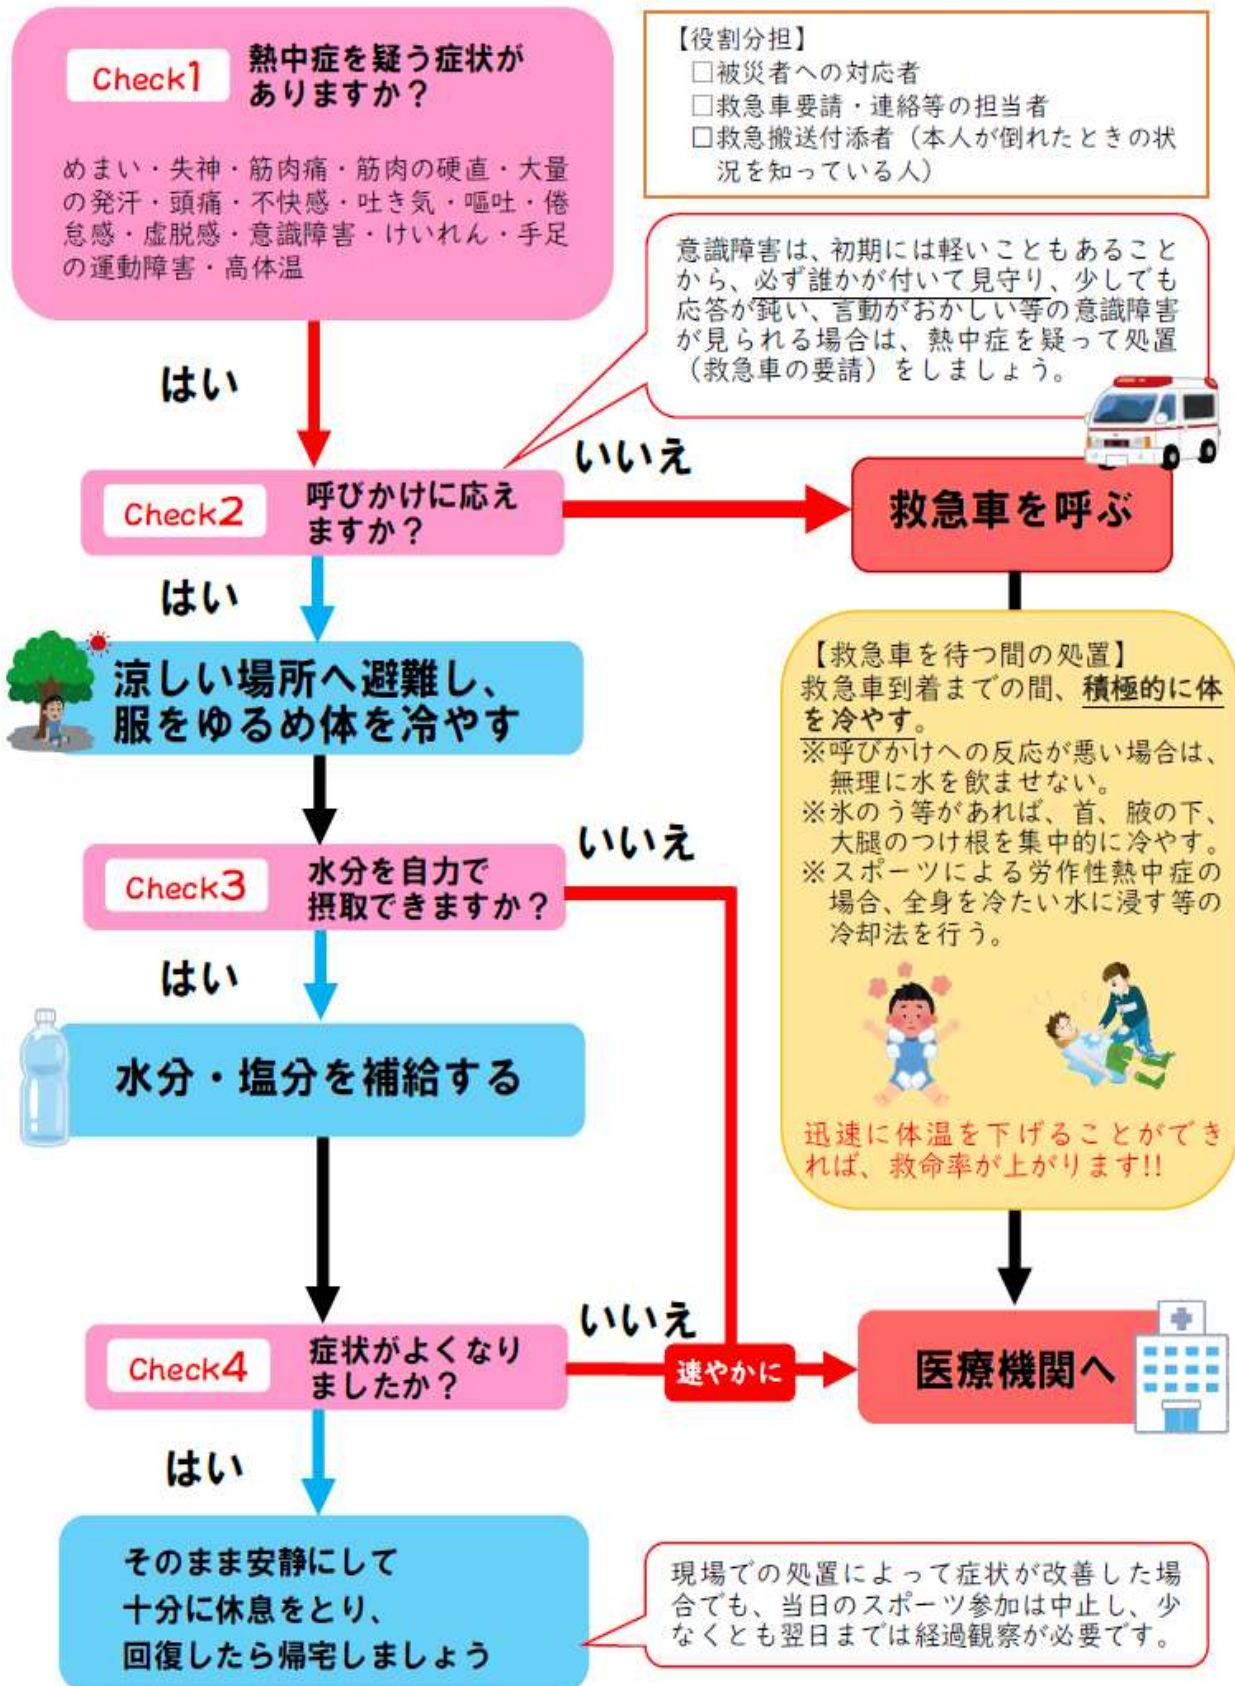 Check1
熱中症を疑う症状が
ありますか？
めまい・失神・筋肉痛・筋肉の硬直・大量
の発汗・頭痛・不快感・吐き気・嘔吐・倦
怠感・虚脱感・意識障害・けいれん・手足
の運動障害・高体温
【役割分担】
□被災者への対応者
□救急車要請・連絡等の担当者
□救急搬送付添者（本人が倒れたときの状
況を知っている人）
意識障害は、初期には軽いこともあること
から、必ず誰かが付いて見守り、少しでも
応答が鈍い、言動がおかしい等の意識障害
が見られる場合は、熱中症を疑って処置
（救急車の要請）をしましょう。
はい
Check2
呼びかけに応え
ますか？
いいえ
救急車を呼ぶ
はい
涼しい場所へ避難し、
服をゆるめ体を冷やす
【救急車を待つ間の処置】
救急車到着までの間、積極的に体
を冷やす。
※呼びかけへの反応が悪い場合は、
無理に水を飲ませない。
※氷のう等があれば、首、腋の下、
大腿のつけ根を集中的に冷やす。
※スポーツによる労作性熱中症の
場合、全身を冷たい水に浸す等の
冷却法を行う。
迅速に体温を下げることができ
れば、救命率が上がります!!
Check3
水分を自力で
摂取できますか？
いいえ
はい
水分・塩分を補給する
Check4
症状がよくなり
ましたか？
いいえ
速やかに
医療機関へ
はい
そのまま安静にして
十分に休息をとり、
回復したら帰宅しましょう
現場での処置によって症状が改善した場
合でも、当日のスポーツ参加は中止し、少
なくとも翌日までは経過観察が必要です。